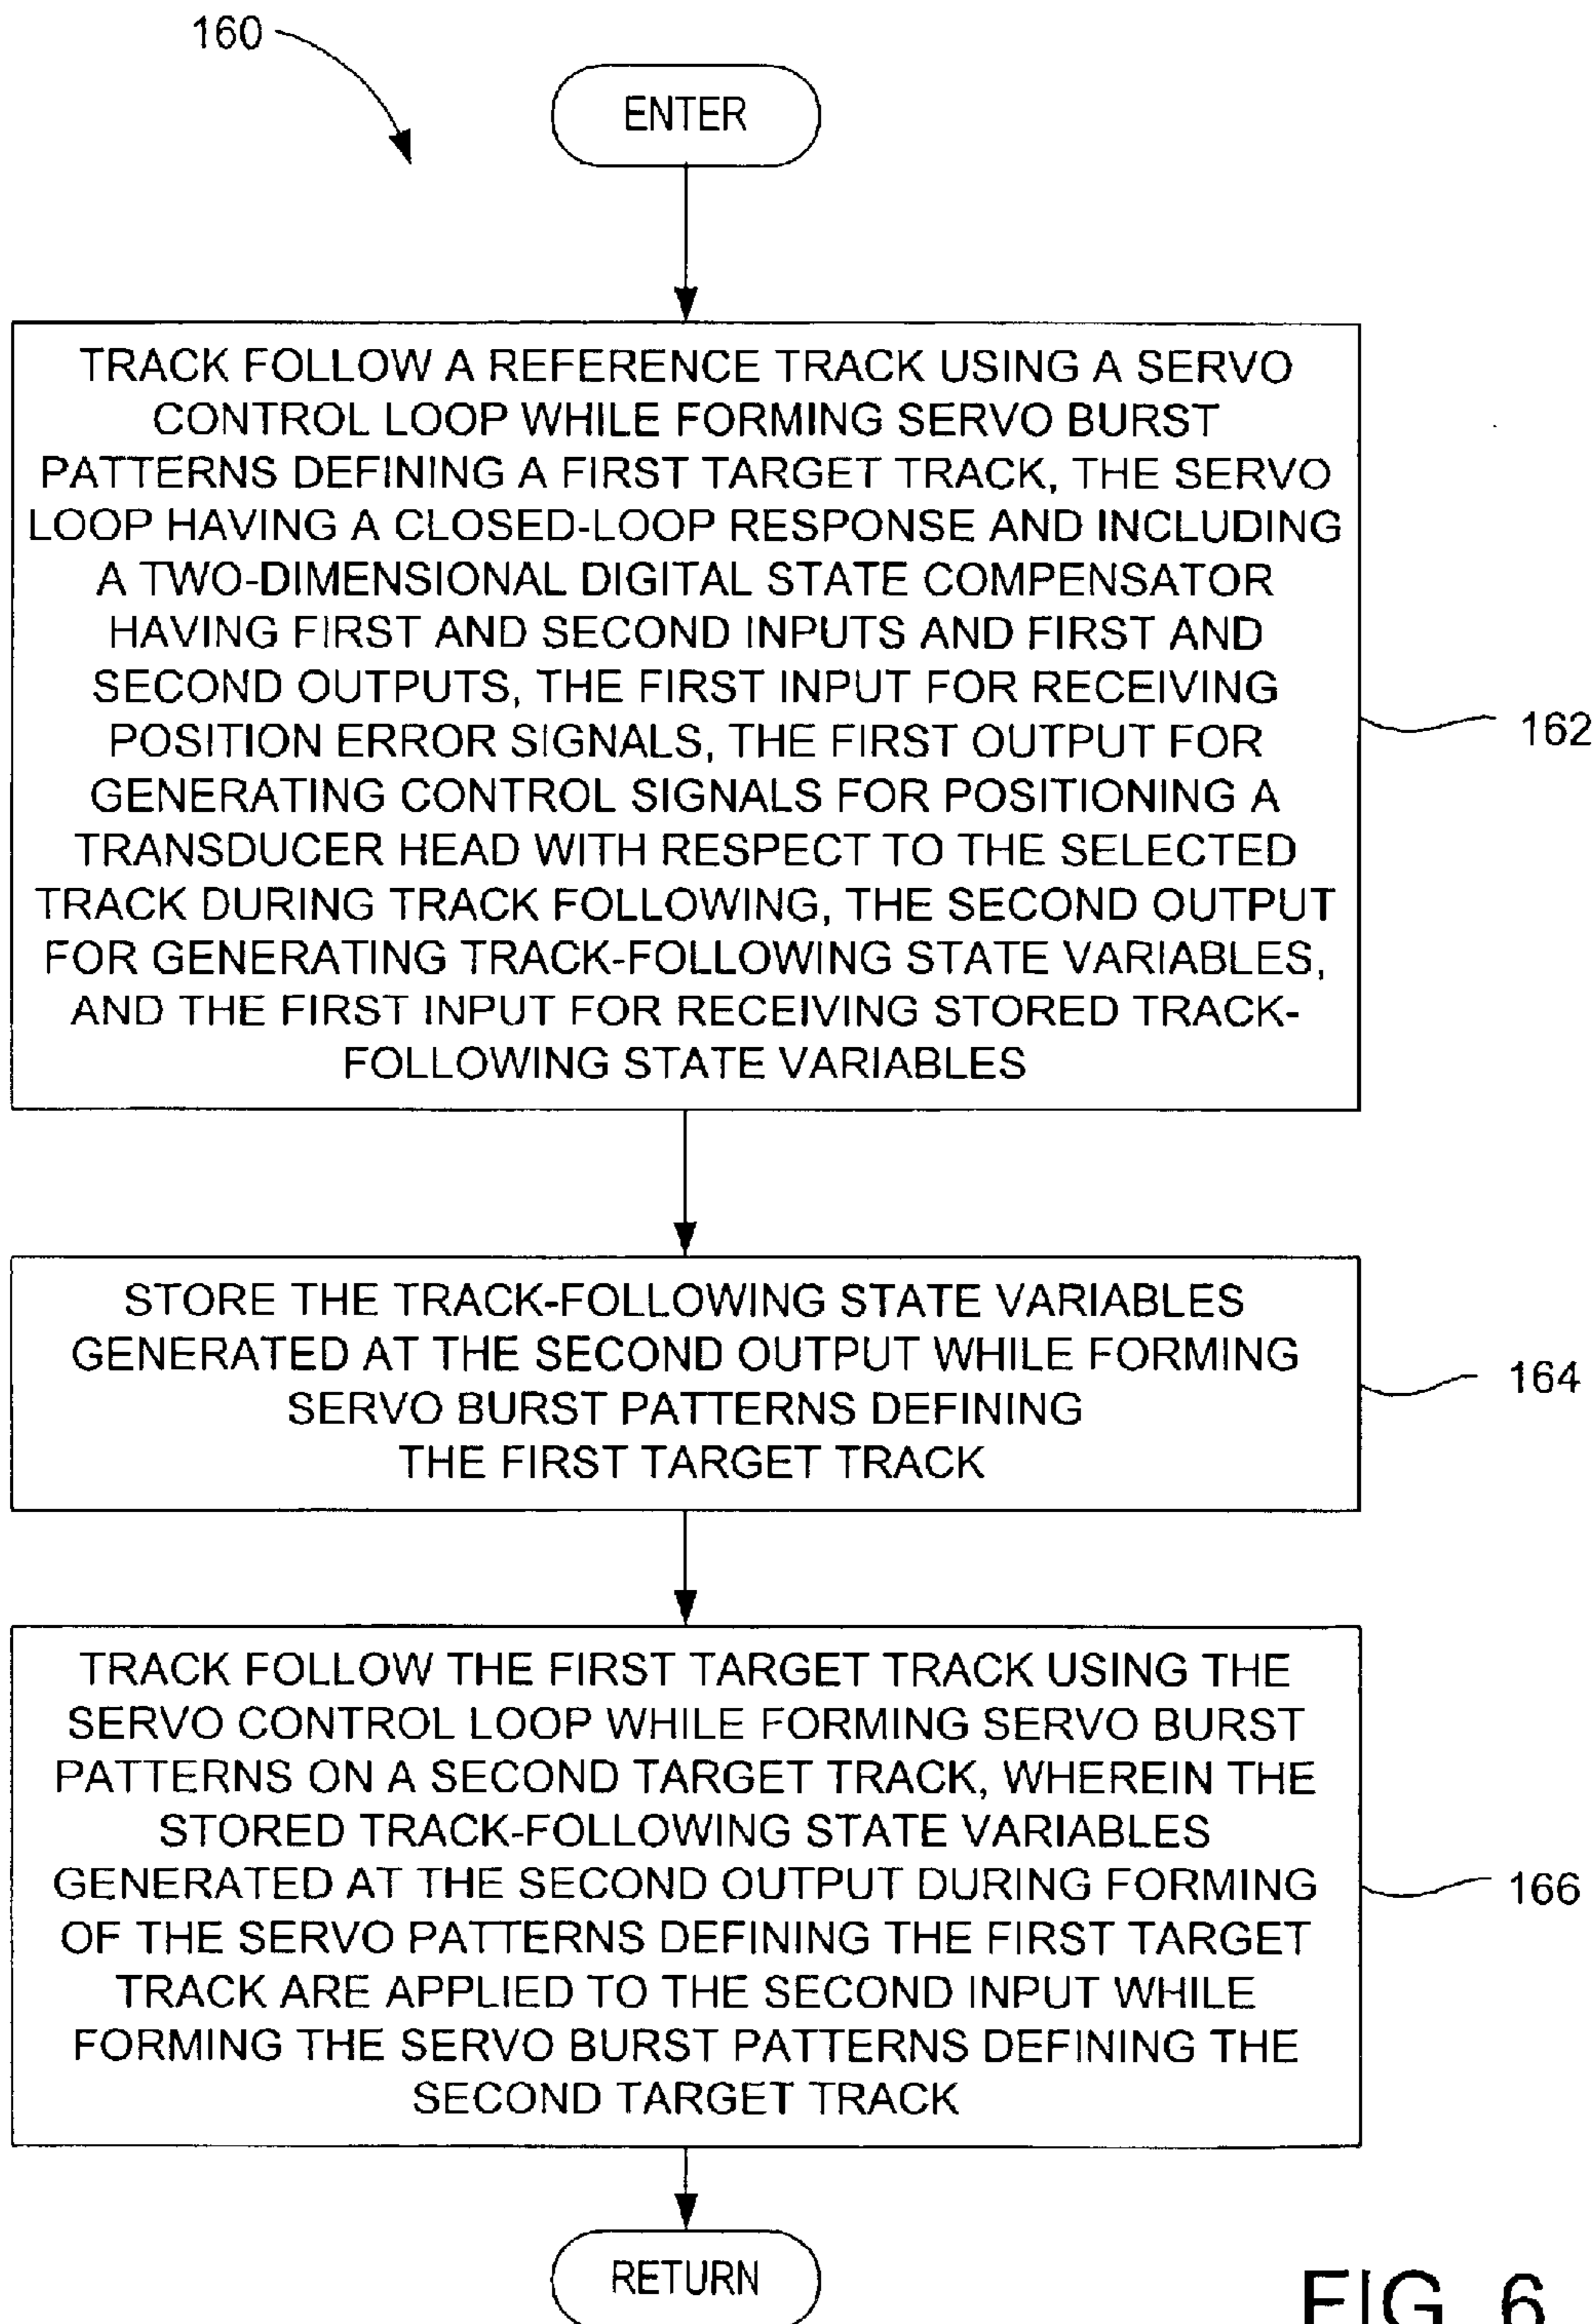 160
ENTER
TRACK FOLLOW A REFERENCE TRACK USING A SERVO
CONTROL LOOP WHILE FORMING SERVO BURST
PATTERNS DEFINING A FIRST TARGET TRACK, THE SERVO
LOOP HAVING A CLOSED-LOOP RESPONSE AND INCLUDING
A TWO-DIMENSIONAL DIGITAL STATE COMPENSATOR
HAVING FIRST AND SECOND INPUTS AND FIRST AND
SECOND OUTPUTS, THE FIRST INPUT FOR RECEIVING
POSITION ERROR SIGNALS, THE FIRST OUTPUT FOR
GENERATING CONTROL SIGNALS FOR POSITIONING A
TRANSDUCER HEAD WITH RESPECT TO THE SELECTED
TRACK DURING TRACK FOLLOWING, THE SECOND OUTPUT
FOR GENERATING TRACK-FOLLOWING STATE VARIABLES,
AND THE FIRST INPUT FOR RECEIVING STORED TRACK-
FOLLOWING STATE VARIABLES
162
STORE THE TRACK-FOLLOWING STATE VARIABLES
GENERATED AT THE SECOND OUTPUT WHILE FORMING
SERVO BURST PATTERNS DEFINING
THE FIRST TARGET TRACK
164
TRACK FOLLOW THE FIRST TARGET TRACK USING THE
SERVO CONTROL LOOP WHILE FORMING SERVO BURST
PATTERNS ON A SECOND TARGET TRACK, WHEREIN THE
STORED TRACK-FOLLOWING STATE VARIABLES
GENERATED AT THE SECOND OUTPUT DURING FORMING
OF THE SERVO PATTERNS DEFINING THE FIRST TARGET
TRACK ARE APPLIED TO THE SECOND INPUT WHILE
FORMING THE SERVO BURST PATTERNS DEFINING THE
SECOND TARGET TRACK
166
RETURN
FIG. 6